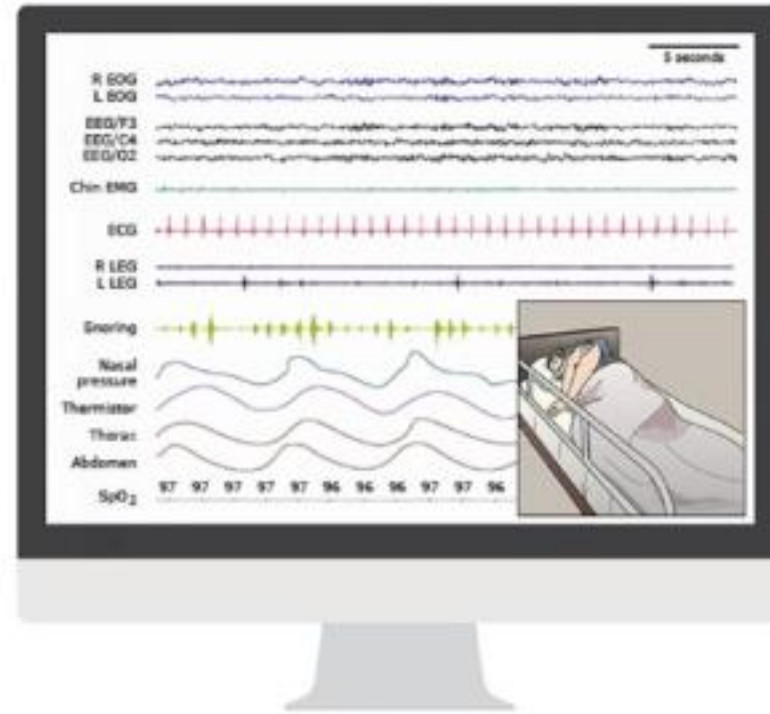 5 seconds
R EOG
L EOG
EEG/F3
EEG/C4
EEG/O2
Chin EMG
ECG
R LEG
L LEG
Snoring
Nasal
pressure
Thermistor
Thorax
Abdomen
97 97 97 97 97 96 96 96 97 97 96
SpO₂